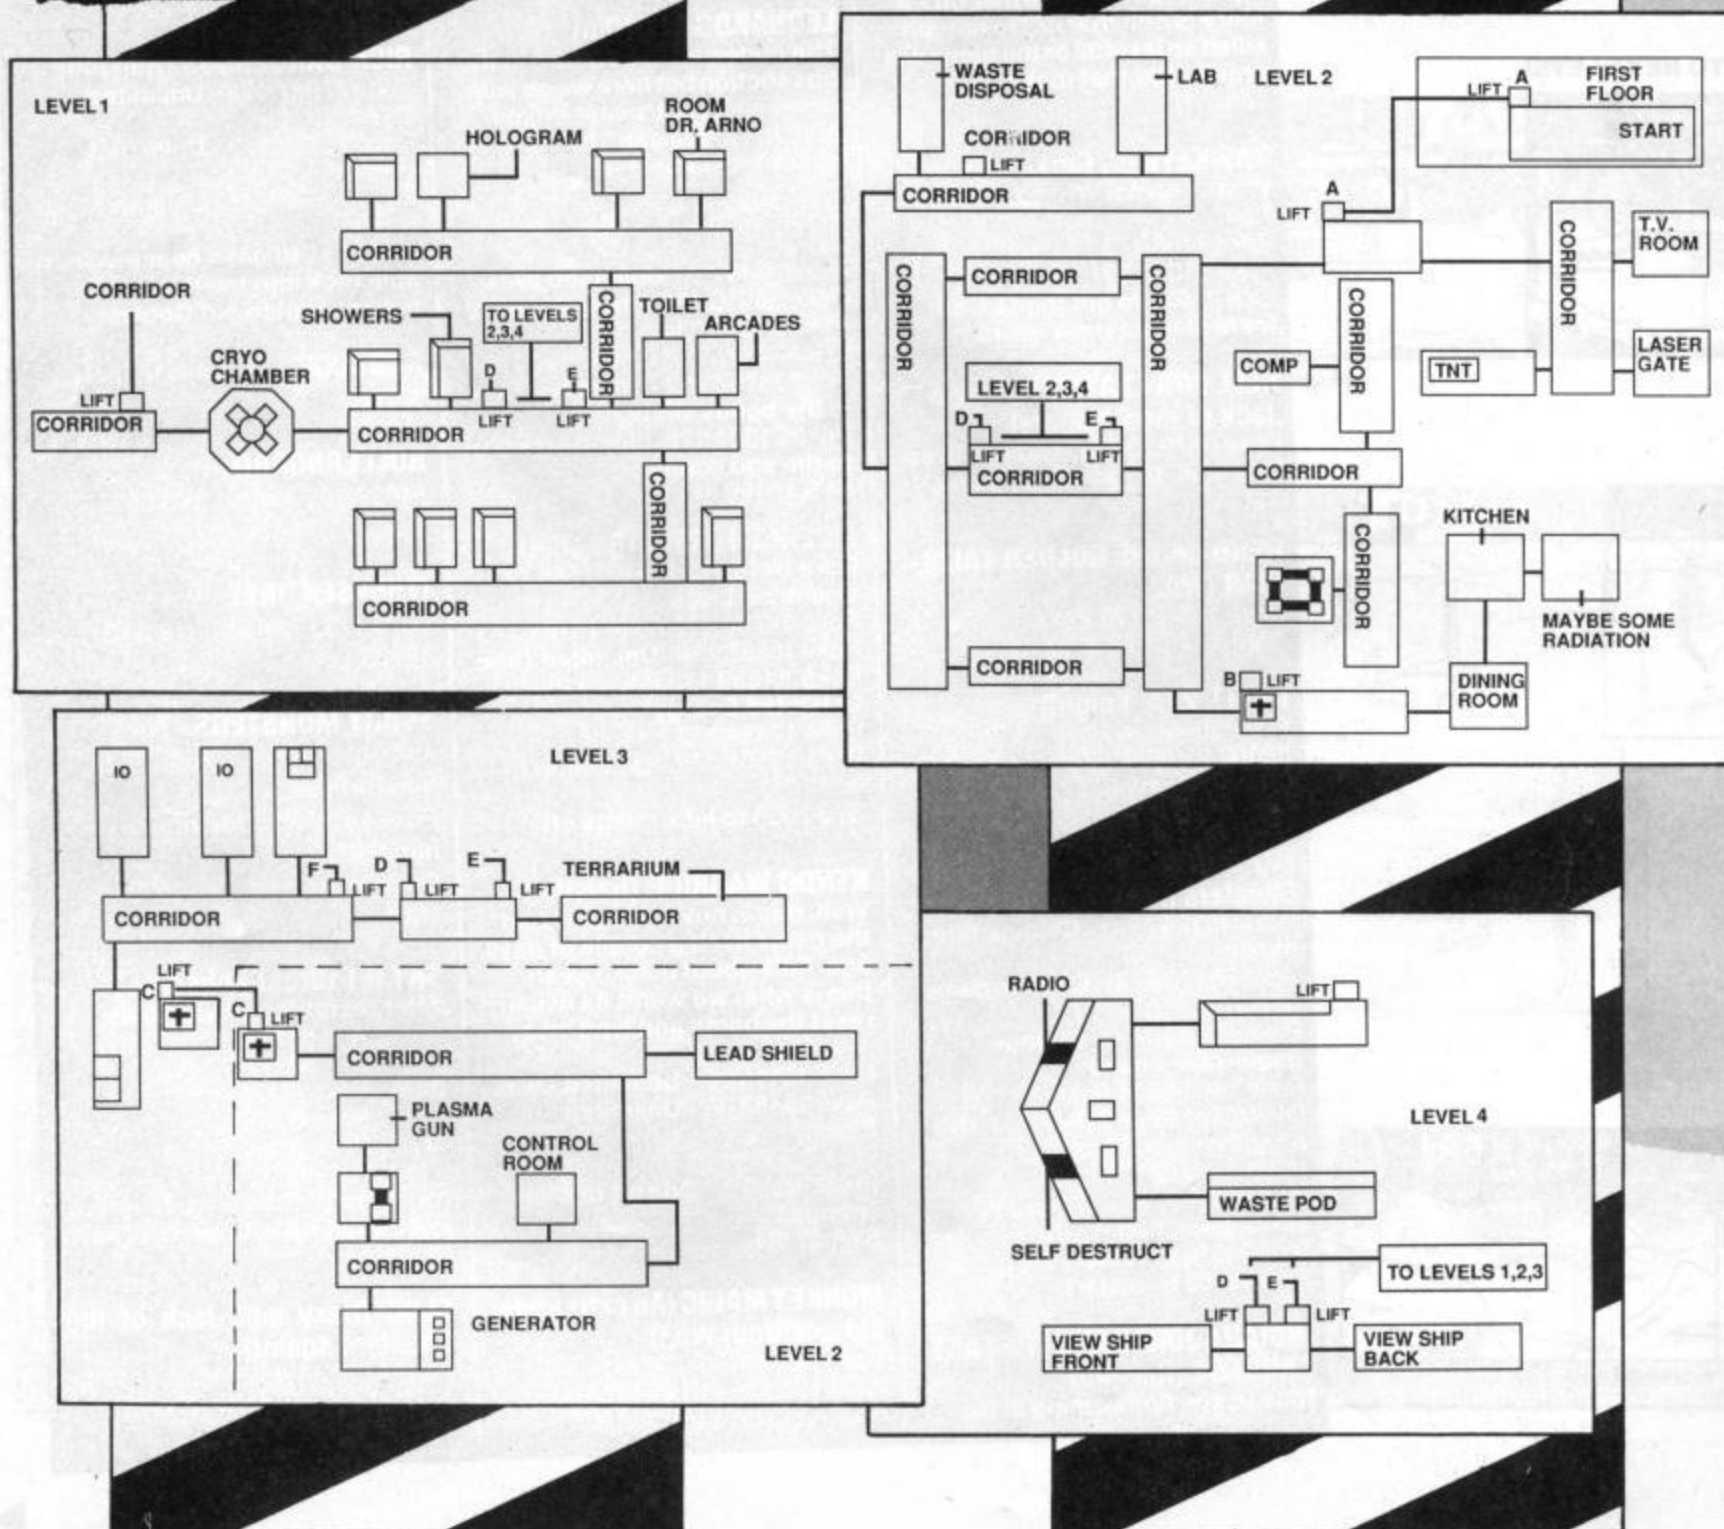 LEVEL 1
HOLOGRAM
ROOM
DR. ARNO
CORRIDOR
CORRIDOR
SHOWERS
TO LEVELS
2,3,4
CORRIDOR
TOILET
ARCADES
CRYO
CHAMBER
D
E
LIFT
LIFT
LIFT
CORRIDOR
CORRIDOR
CORRIDOR
CORRIDOR
WASTE
DISPOSAL
LAB
LEVEL 2
CORRIDOR
LIFT
CORRIDOR
LIFT
A
FIRST
FLOOR
START
A
LIFT
CORRIDOR
T.V.
ROOM
CORRIDOR
CORRIDOR
CORRIDOR
CORRIDOR
COMP
TNT
LASER
GATE
LEVEL 2,3,4
D
E
LIFT
LIFT
CORRIDOR
CORRIDOR
CORRIDOR
KITCHEN
MAYBE SOME
RADIATION
CORRIDOR
B
LIFT
DINING
ROOM
LEVEL 3
IO
IO
F
LIFT
D
LIFT
E
LIFT
TERRARIUM
CORRIDOR
CORRIDOR
LIFT
C
C
LIFT
CORRIDOR
LEAD SHIELD
PLASMA
GUN
CONTROL
ROOM
CORRIDOR
GENERATOR
LEVEL 2
RADIO
LIFT
LEVEL 4
WASTE POD
SELF DESTRUCT
TO LEVELS 1,2,3
D
E
LIFT
LIFT
VIEW SHIP
FRONT
VIEW SHIP
BACK